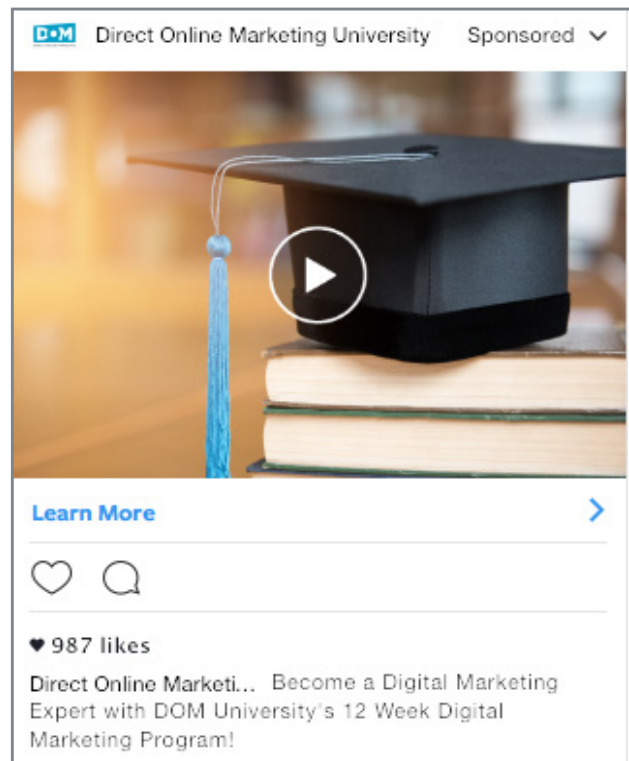 D•M Direct Online Marketing University Sponsored
Learn More
987 likes
Direct Online Marketi... Become a Digital Marketing
Expert with DOM University's 12 Week Digital
Marketing Program!